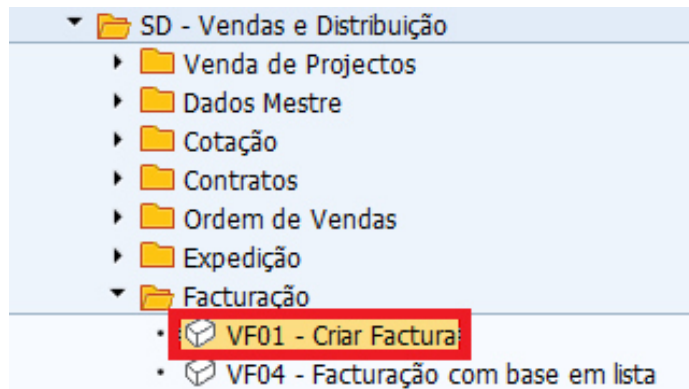 SD - Vendas e Distribuição
Venda de Projectos
Dados Mestre
Cotação
Contratos
Ordem de Vendas
Expedição
Facturação
VF01 - Criar Factura
VF04 - Facturação com base em lista